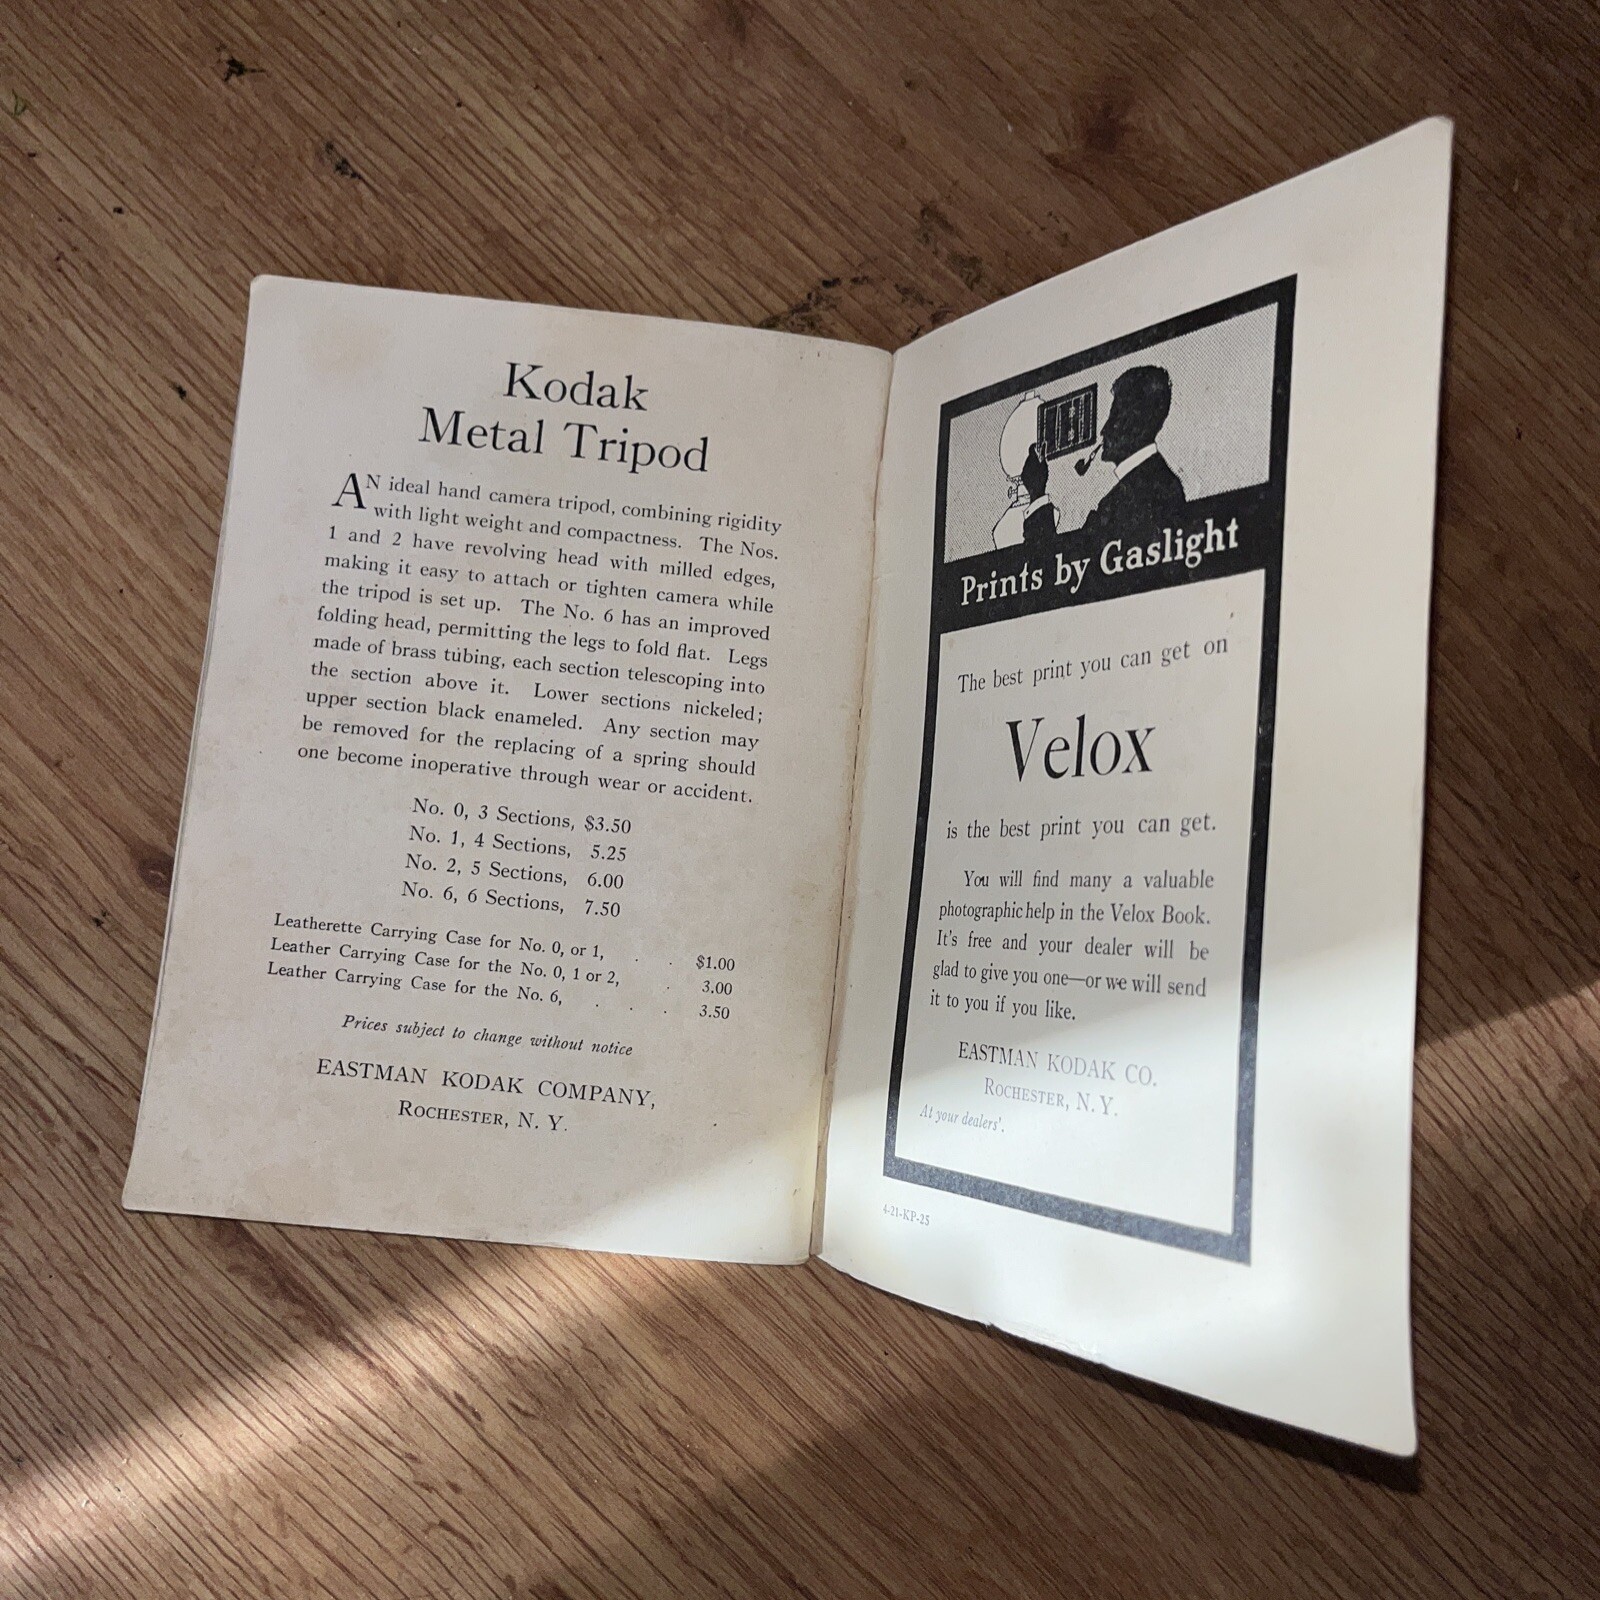 Kodak
Metal Tripod
AN ideal hand camera tripod, combining rigidity
with light weight and compactness. The Nos.
1 and 2 have revolving head with milled edges,
making it easy to attach or tighten camera while
the tripod is set up. The No. 6 has an improved
folding head, permitting the legs to fold flat. Legs
made of brass tubing, each section telescoping into
the section above it. Lower sections nickeled;
upper section black enameled. Any section may
be removed for the replacing of a spring should
one become inoperative through wear or accident.
No. 0, 3 Sections, $3.50
No. 1, 4 Sections, 5.25
No. 2, 5 Sections, 6.00
No. 6, 6 Sections, 7.50
Leatherette Carrying Case for No. 0, or 1, . . $1.00
Leather Carrying Case for the No. 0, 1 or 2, . 3.00
Leather Carrying Case for the No. 6, . . . 3.50
Prices subject to change without notice
EASTMAN KODAK COMPANY,
ROCHESTER, N. Y.
Prints by Gaslight
The best print you can get on
Velox
is the best print you can get.
You will find many a valuable
photographic help in the Velox Book.
It's free and your dealer will be
glad to give you one—or we will send
it to you if you like.
EASTMAN KODAK CO.
ROCHESTER, N. Y.
At your dealers'.
4-21-KP-25